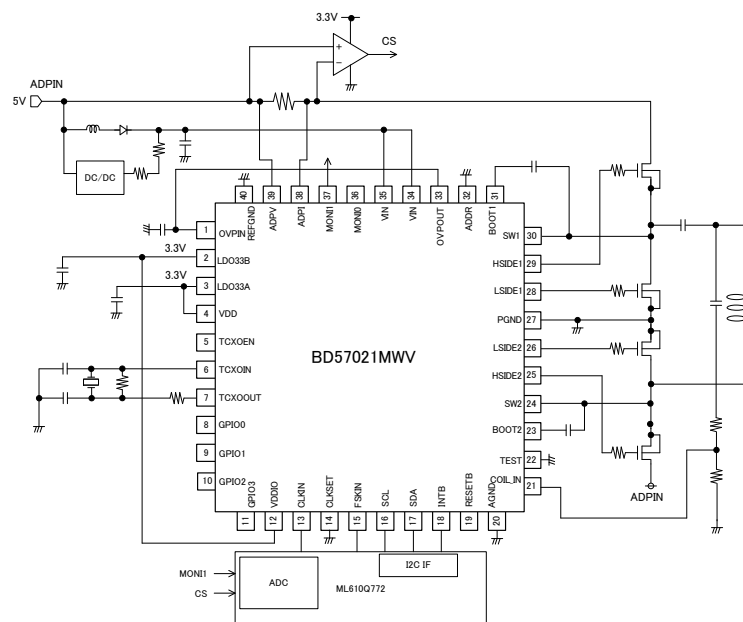 3.3V
CS
ADPIN
5V
DC/DC
40 39 38 37 36 35 34 33 32 31
REFGND ADPV ADPI MONI1 MONI0 VIN VIN OVPOUT ADDR BOOT1
1 OVPIN
3.3V
2 LDO33B
3.3V
3 LDO33A
4 VDD
5 TCXOEN
6 TCXOIN
7 TCXOOUT
8 GPIO0
9 GPIO1
10 GPIO2
BD57021MWV
SW1 30
HSIDE1 29
LSIDE1 28
PGND 27
LSIDE2 26
HSIDE2 25
SW2 24
BOOT2 23
TEST 22
COIL_IN 21
ADPIN
GPIO3 VDDIO CLKIN CLKSET FSKIN SCL SDA INTB RESETB AGND
11 12 13 14 15 16 17 18 19 20
MONI1
CS
ADC
ML610Q772
I2C IF